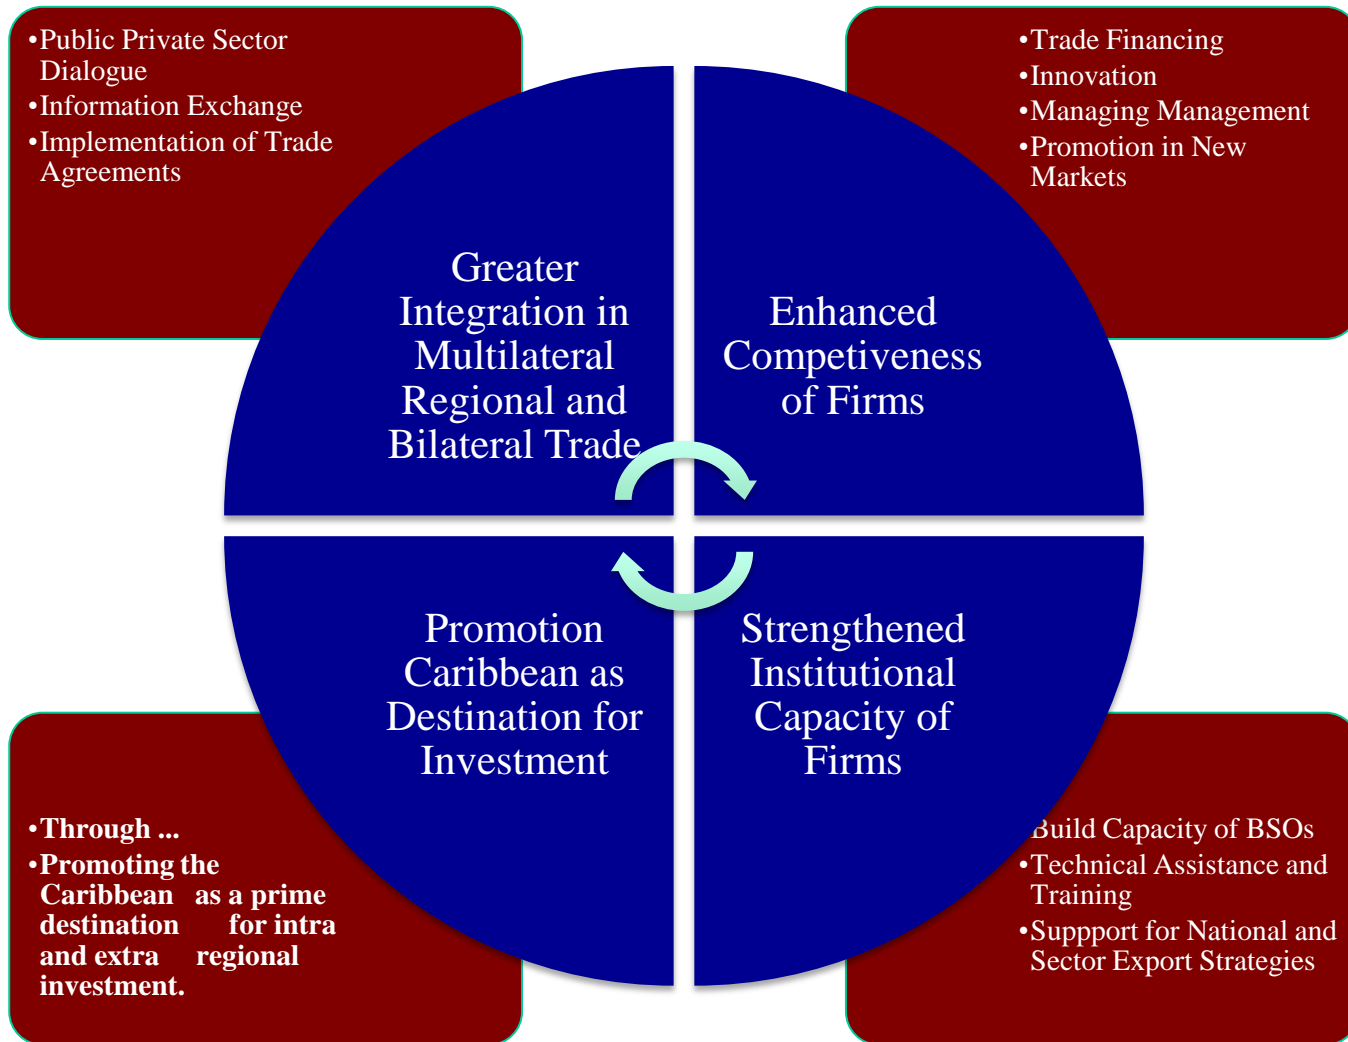 •Public Private Sector
Dialogue
•Information Exchange
•Implementation of Trade
Agreements
•Trade Financing
•Innovation
•Managing Management
•Promotion in New
Markets
Greater
Integration in
Multilateral
Regional and
Bilateral Trade
Enhanced
Competiveness
of Firms
Promotion
Caribbean as
Destination for
Investment
Strengthened
Institutional
Capacity of
Firms
•Through ...
•Promoting the
Caribbean as a prime
destination for intra
and extra regional
investment.
Build Capacity of BSOs
•Technical Assistance and
Training
•Suppport for National and
Sector Export Strategies